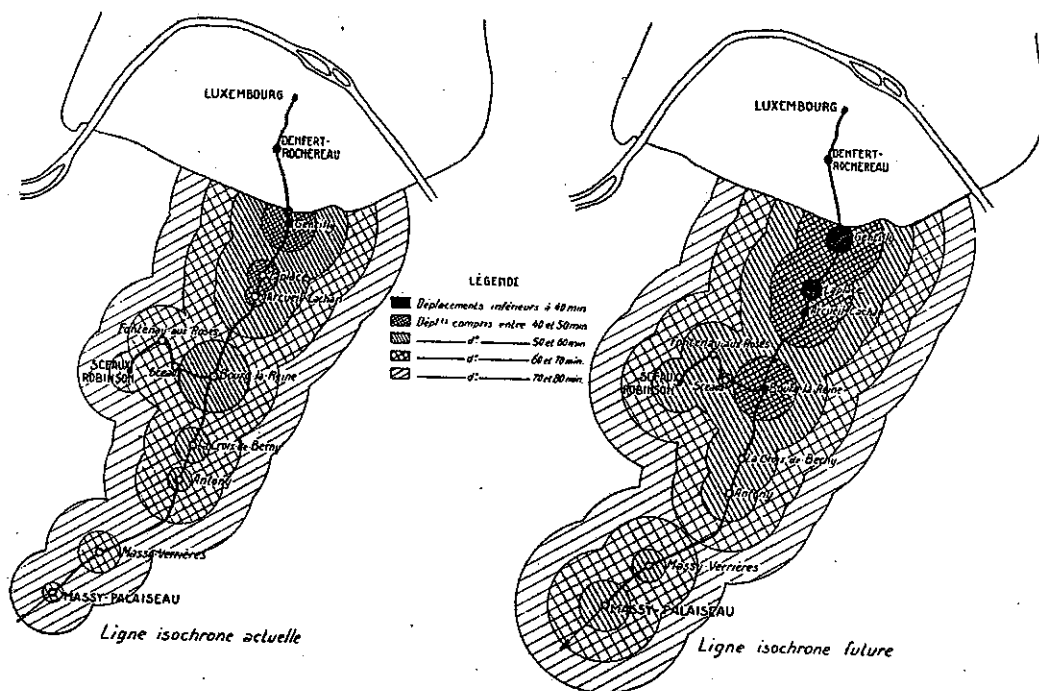 LUXEMBOURG
DENFERT-
ROCHEREAU
Gentilly
Laplace
Arcueil-Cachan
Fontenay-aux-Roses
SCEAUX
ROBINSON
Sceaux
Bourg-la-Reine
La Croix-de-Berny
Antony
Massy-Verrières
MASSY-PALAISEAU
Ligne isochrone actuelle
LÉGENDE
Déplacements inférieurs à 40 min
Dépl.ts compris entre 40 et 50 min
d° 50 et 60 min
d° 60 et 70 min.
d° 70 et 80 min.
LUXEMBOURG
DENFERT-
ROCHEREAU
Gentilly
Laplace
Arcueil-Cachan
Fontenay-aux-Roses
SCEAUX
ROBINSON
Sceaux
Bourg-la-Reine
La Croix-de-Berny
Antony
Massy-Verrières
MASSY-PALAISEAU
Ligne isochrone future